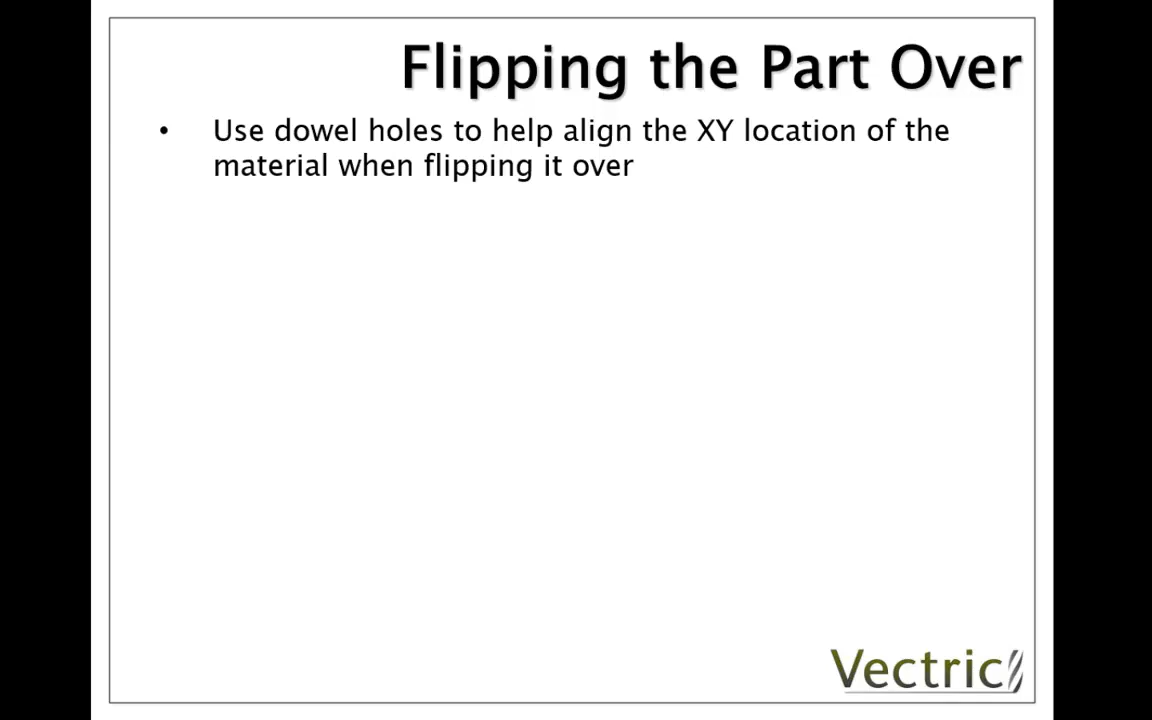 Flipping the Part Over
• Use dowel holes to help align the XY location of the
material when flipping it over
Vectric